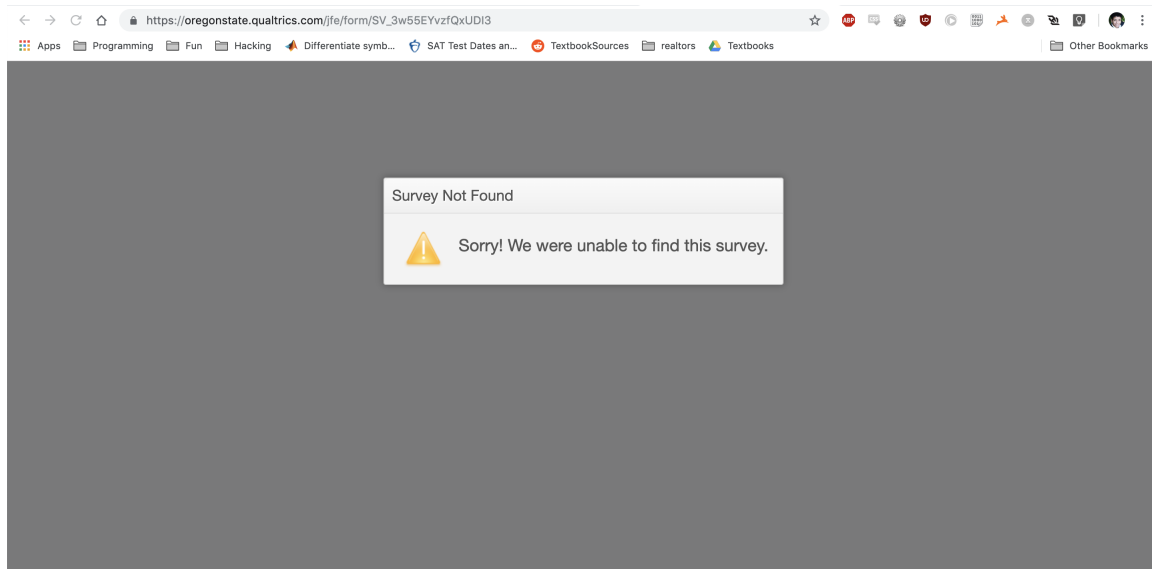 https://oregonstate.qualtrics.com/jfe/form/SV_3w55EYvzfQxUDI3
ABP
Apps Programming Fun Hacking Differentiate symb... SAT Test Dates an... TextbookSources realtors Textbooks Other Bookmarks
Survey Not Found
Sorry! We were unable to find this survey.